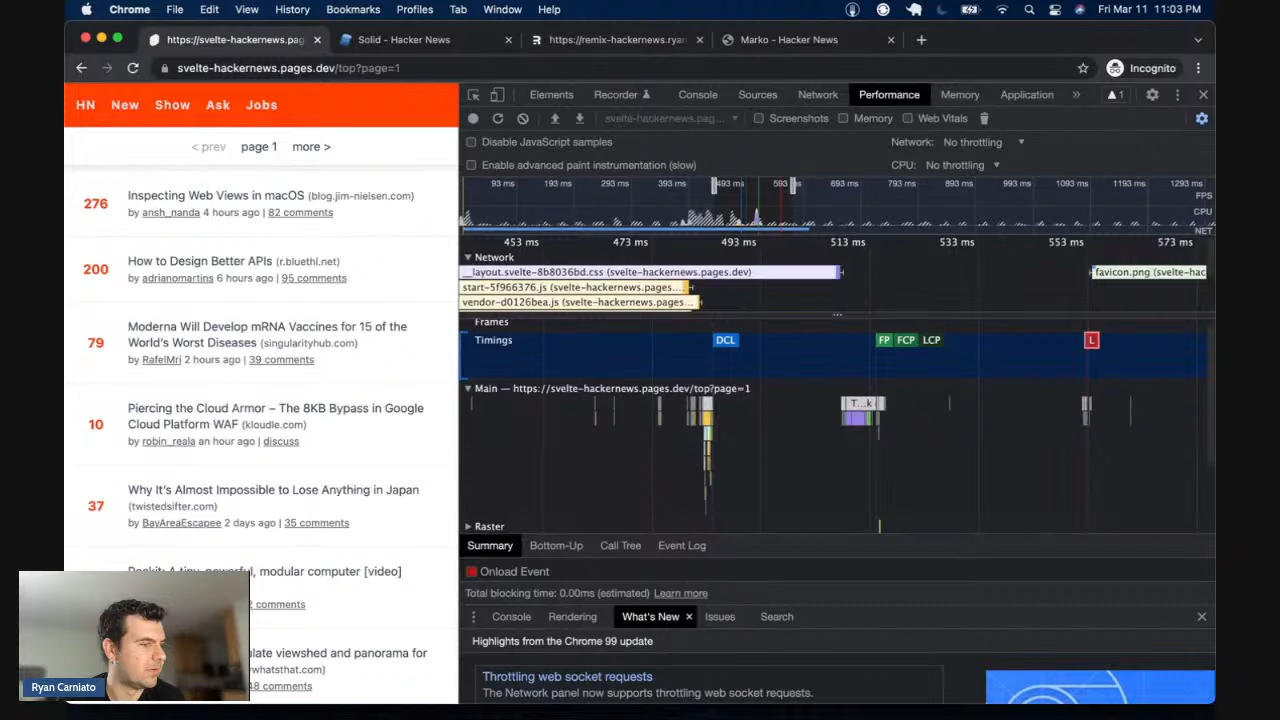 Chrome File Edit View History Bookmarks Profiles Tab Window Help Fri Mar 11 11:03 PM
https://svelte-hackernews.pag
Solid - Hacker News
https://remix-hackernews.ryan
Marko - Hacker News
svelte-hackernews.pages.dev/top?page=1
Incognito
HN New Show Ask Jobs
< prev page 1 more >
276
Inspecting Web Views in macOS (blog.jim-nielsen.com)
by ansh_nanda 4 hours ago | 82 comments
200
How to Design Better APIs (r.bluethl.net)
by adrianomartins 6 hours ago | 95 comments
79
Moderna Will Develop mRNA Vaccines for 15 of the
World's Worst Diseases (singularityhub.com)
by RafelMri 2 hours ago | 39 comments
10
Piercing the Cloud Armor – The 8KB Bypass in Google
Cloud Platform WAF (kloudle.com)
by robin_reala an hour ago | discuss
37
Why It's Almost Impossible to Lose Anything in Japan
(twistedsifter.com)
by BayAreaEscapee 2 days ago | 35 comments
modular computer [video]
comments
viewshed and panorama for
whatsthat.com)
48 comments
Ryan Carniato
Elements Recorder Console Sources Network Performance Memory Application » 1
svelte-hackernews.pag...
Screenshots Memory Web Vitals
Disable JavaScript samples
Network: No throttling
Enable advanced paint instrumentation (slow)
CPU: No throttling
93 ms 193 ms 293 ms 393 ms 493 ms 593 ms 693 ms 793 ms 893 ms 993 ms 1093 ms 1193 ms 1293 ms
FPS
CPU
NET
453 ms 473 ms 493 ms 513 ms 533 ms 553 ms 573 ms
Network
__layout.svelte-8b8036bd.css (svelte-hackernews.pages.dev)
favicon.png (svelte-hac
start-5f966376.js (svelte-hackernews.pages....
vendor-d0126bea.js (svelte-hackernews.pages...
Frames
Timings
DCL
FP
FCP
LCP
L
Main — https://svelte-hackernews.pages.dev/top?page=1
T...k
Raster
Summary Bottom-Up Call Tree Event Log
Onload Event
Total blocking time: 0.00ms (estimated) Learn more
Console Rendering What's New Issues Search
Highlights from the Chrome 99 update
Throttling web socket requests
The Network panel now supports throttling web socket requests.